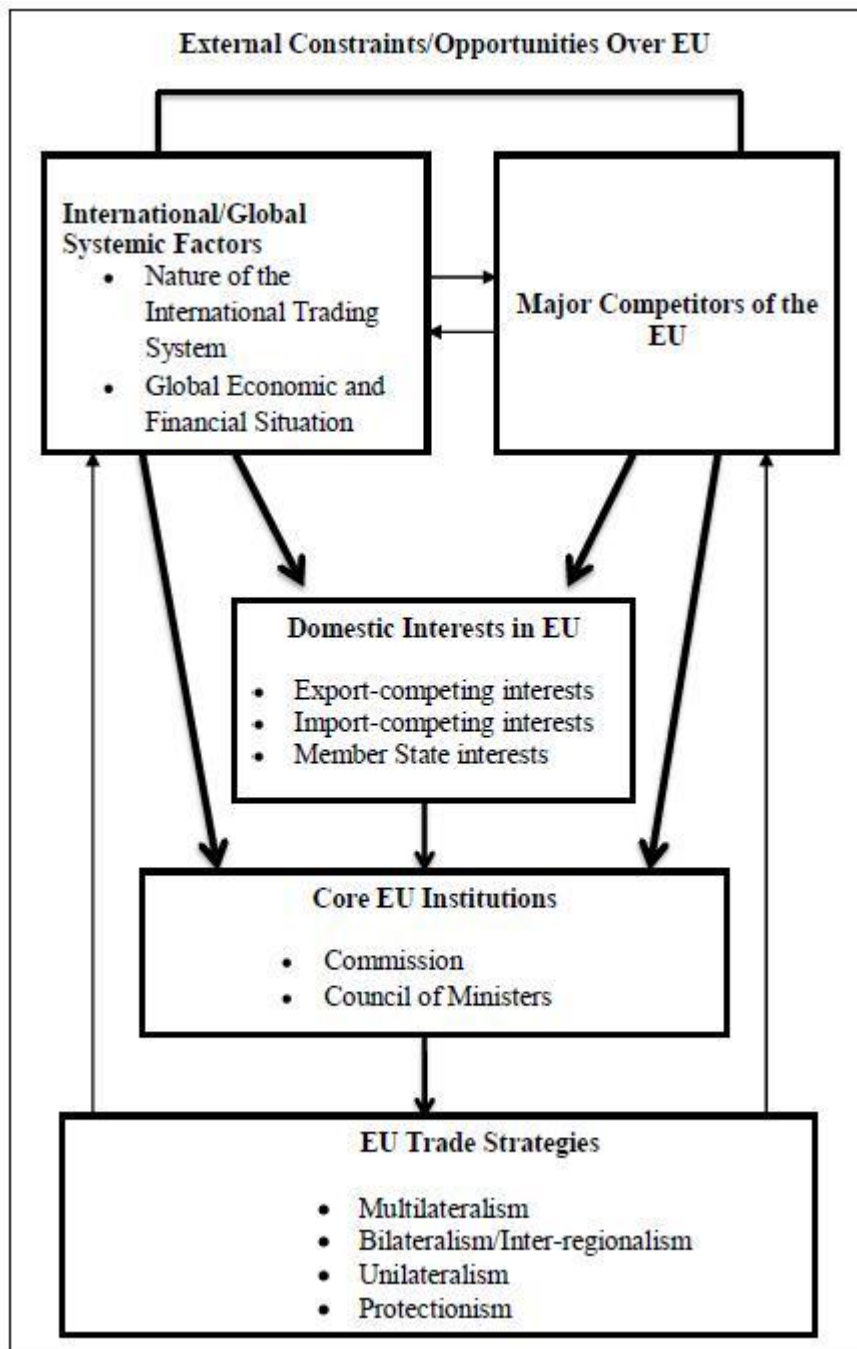 External Constraints/Opportunities Over EU
International/Global
Systemic Factors
• Nature of the
International Trading
System
• Global Economic and
Financial Situation
Major Competitors of the
EU
Domestic Interests in EU
• Export-competing interests
• Import-competing interests
• Member State interests
Core EU Institutions
• Commission
• Council of Ministers
EU Trade Strategies
• Multilateralism
• Bilateralism/Inter-regionalism
• Unilateralism
• Protectionism